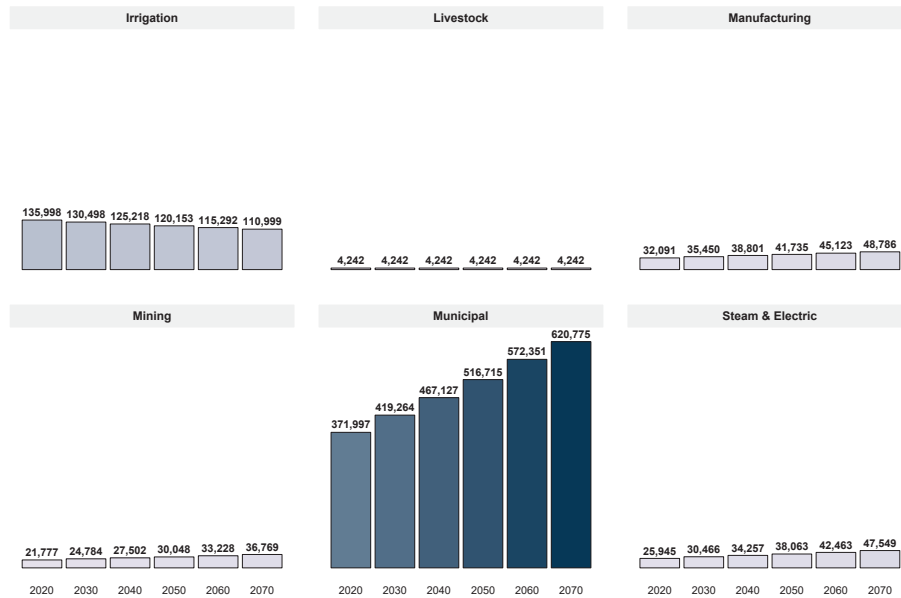 Irrigation
Livestock
Manufacturing
135,998 130,498 125,218 120,153 115,292 110,999
4,242 4,242 4,242 4,242 4,242 4,242
32,091 35,450 38,801 41,735 45,123 48,786
Mining
Municipal
Steam & Electric
21,777 24,784 27,502 30,048 33,228 36,769
371,997 419,264 467,127 516,715 572,351 620,775
25,945 30,466 34,257 38,063 42,463 47,549
2020 2030 2040 2050 2060 2070
2020 2030 2040 2050 2060 2070
2020 2030 2040 2050 2060 2070